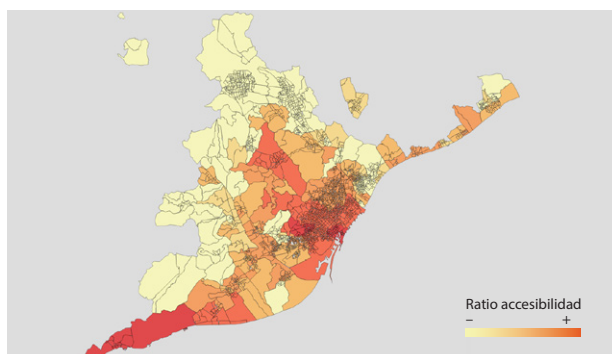 Ratio accesibilidad
– +